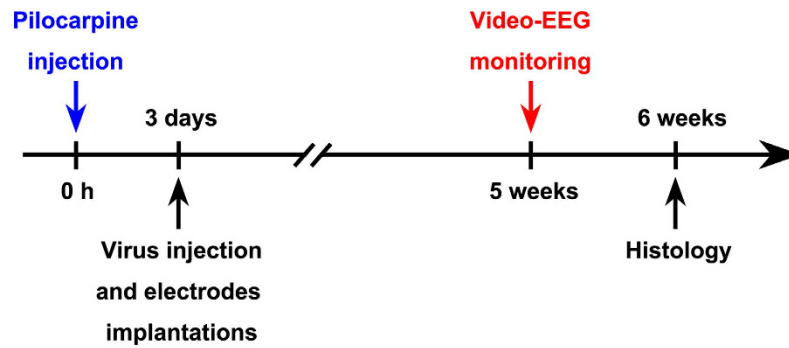 Pilocarpine
injection
Video-EEG
monitoring
3 days
6 weeks
0 h
5 weeks
Virus injection
and electrodes
implantations
Histology